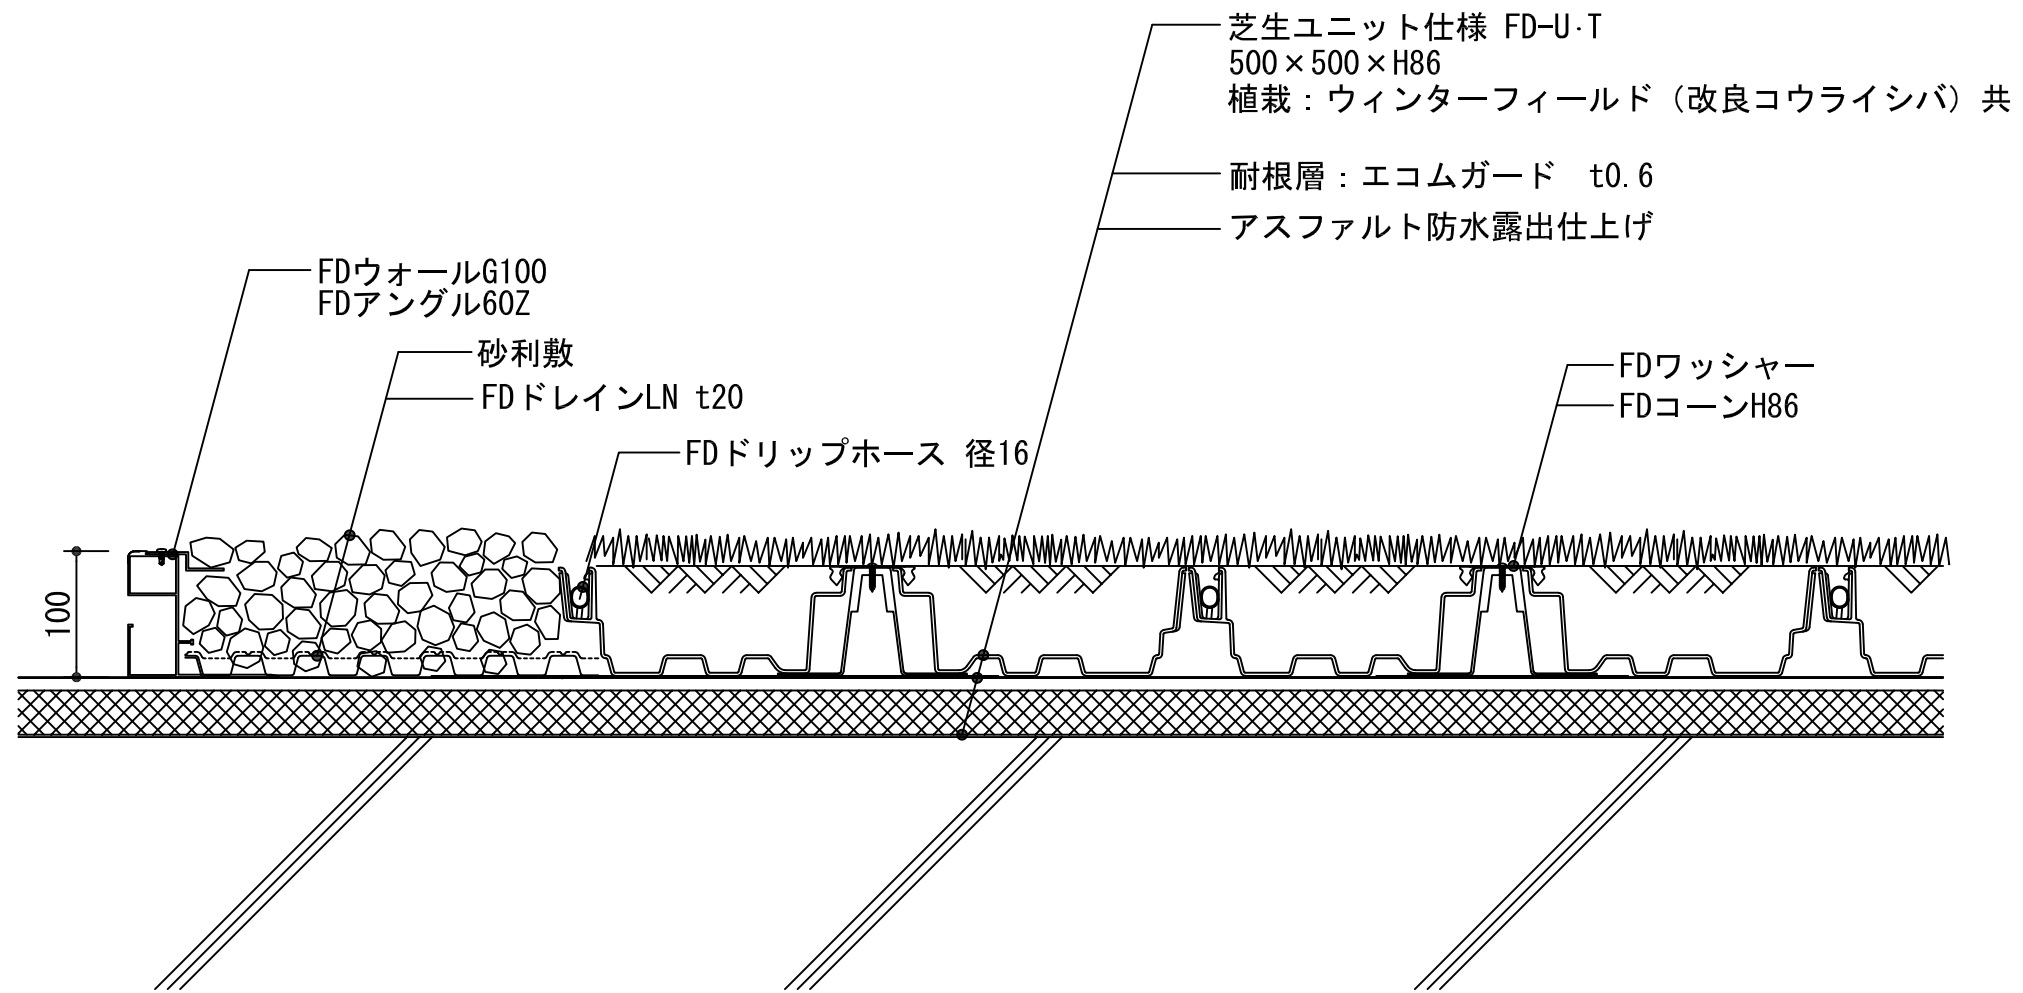 芝生ユニット仕様 FD-U·T
500×500×H86
植栽：ウィンターフィールド（改良コウライシバ）共
耐根層：エコムガード t0.6
アスファルト防水露出仕上げ
FDウォールG100
FDアングル60Z
砂利敷
FDドレインLN t20
FDドリップホース 径16
FDワッシャー
FDコーンH86
100